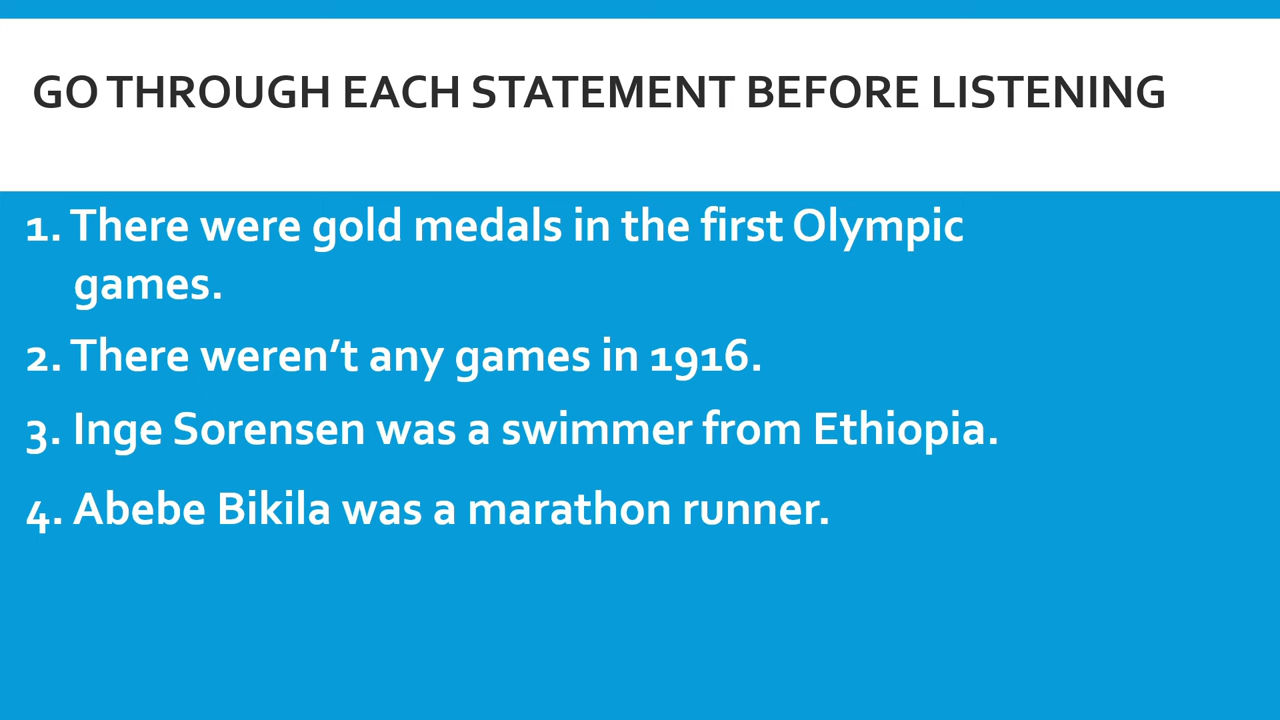 GO THROUGH EACH STATEMENT BEFORE LISTENING
1. There were gold medals in the first Olympic
games.
2. There weren’t any games in 1916.
3. Inge Sorensen was a swimmer from Ethiopia.
4. Abebe Bikila was a marathon runner.